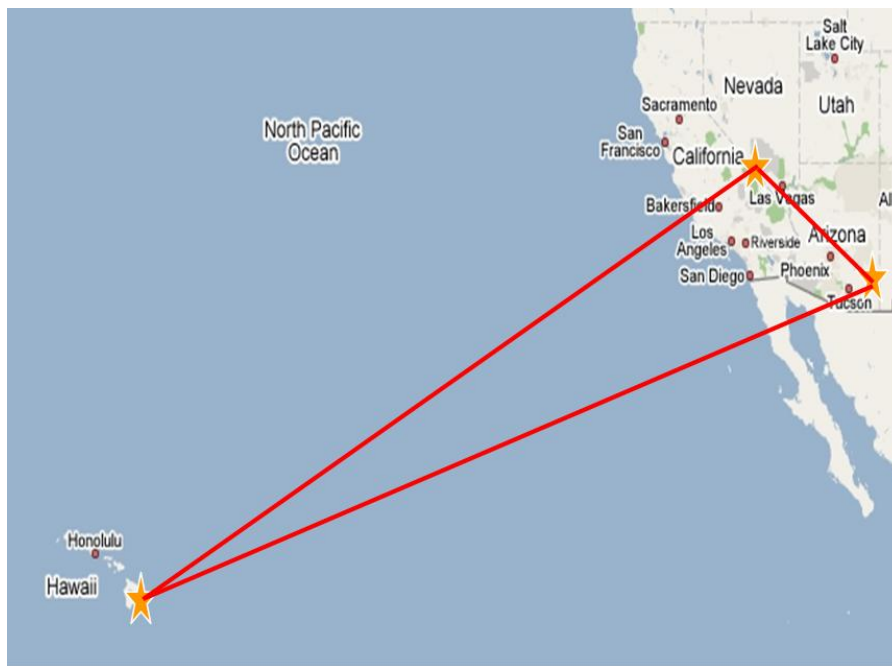 Salt
Lake City
Nevada
Utah
Sacramento
North Pacific
Ocean
San
Francisco
California
Las Vegas
Bakersfield
Al
Los
Angeles
Riverside
Arizona
San Diego
Phoenix
Tucson
Honolulu
Hawaii